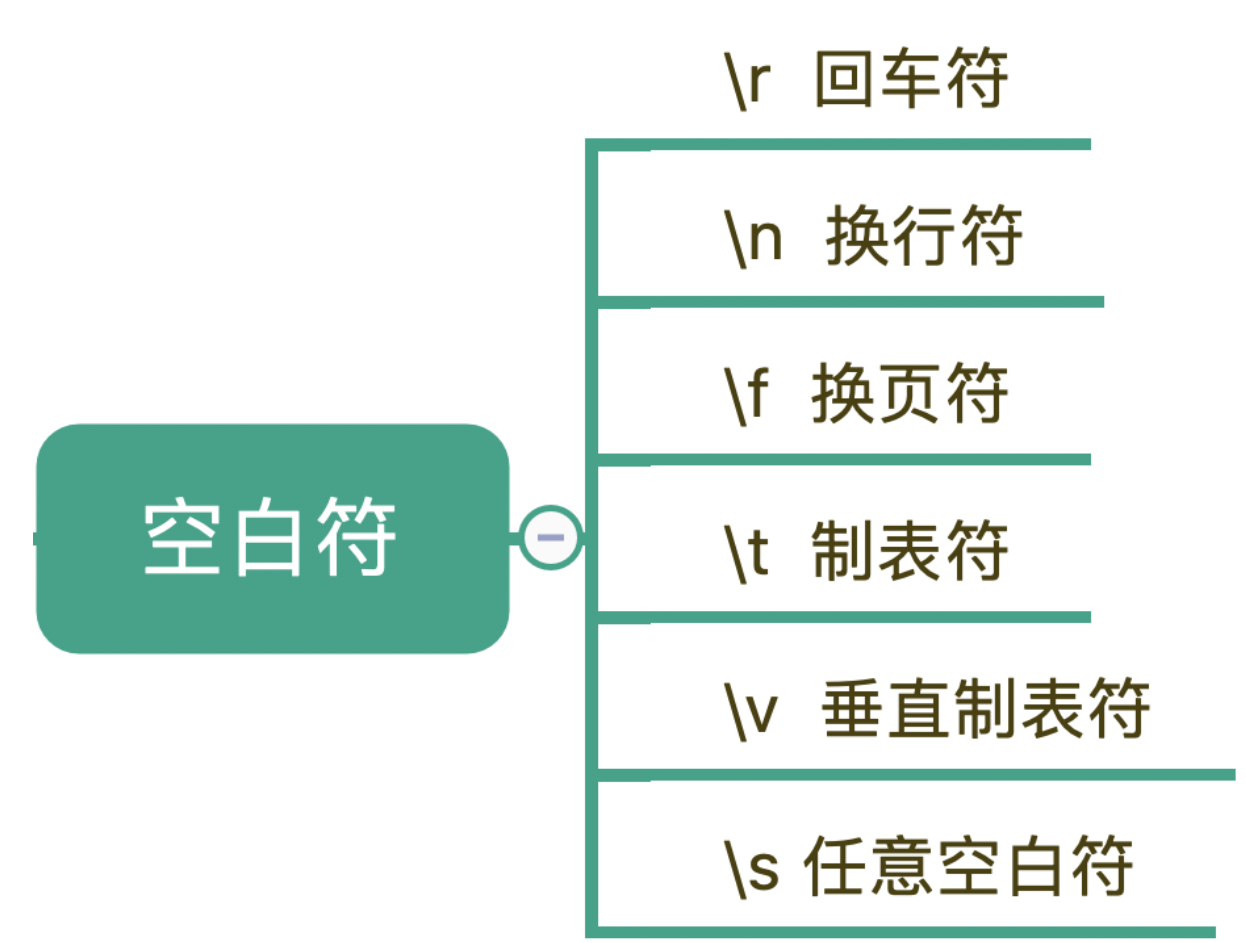 空白符
\r 回车符
\n 换行符
\f 换页符
\t 制表符
\v 垂直制表符
\s 任意空白符